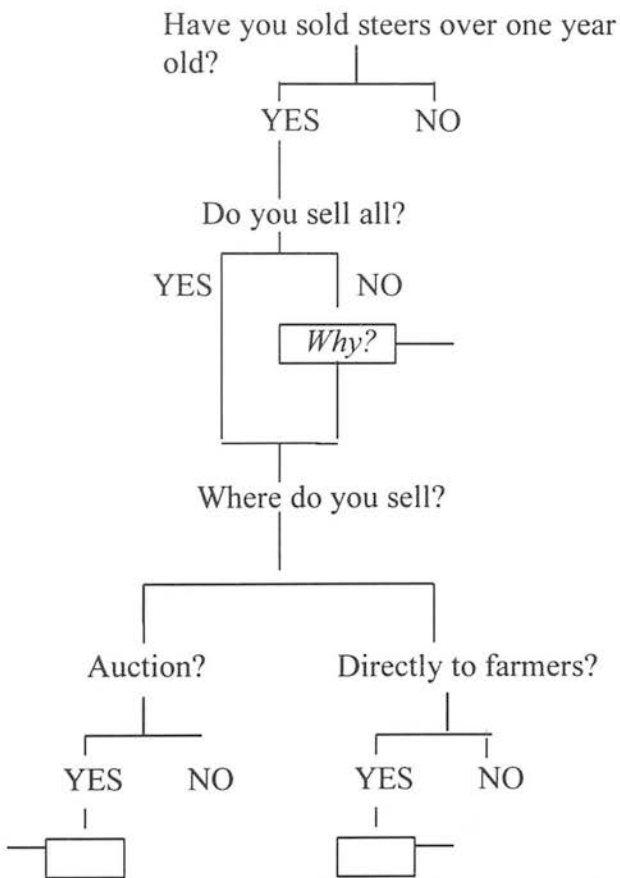 Have you sold steers over one year
old?
YES NO
Do you sell all?
YES NO
Why?
Where do you sell?
Auction? Directly to farmers?
YES NO YES NO